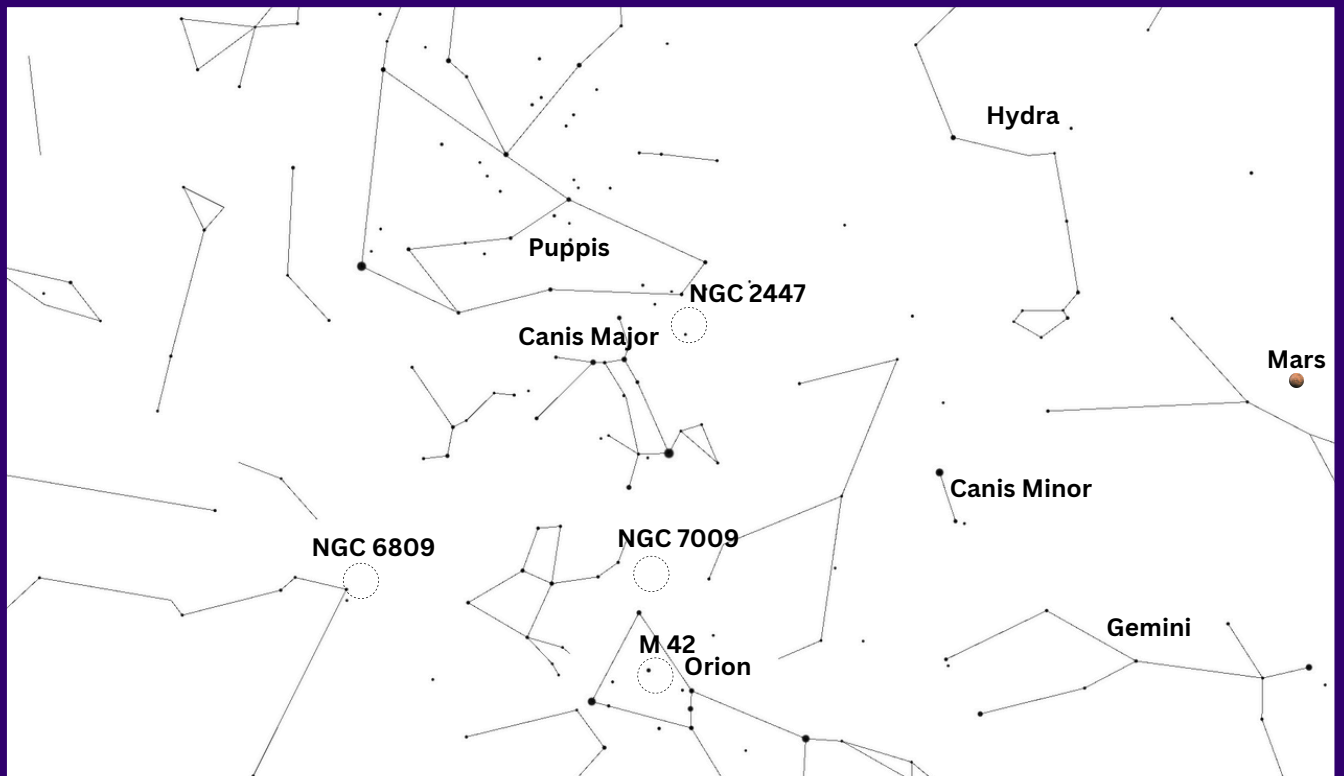 Hydra
Puppis
NGC 2447
Canis Major
Mars
Canis Minor
NGC 7009
NGC 6809
Gemini
M 42
Orion